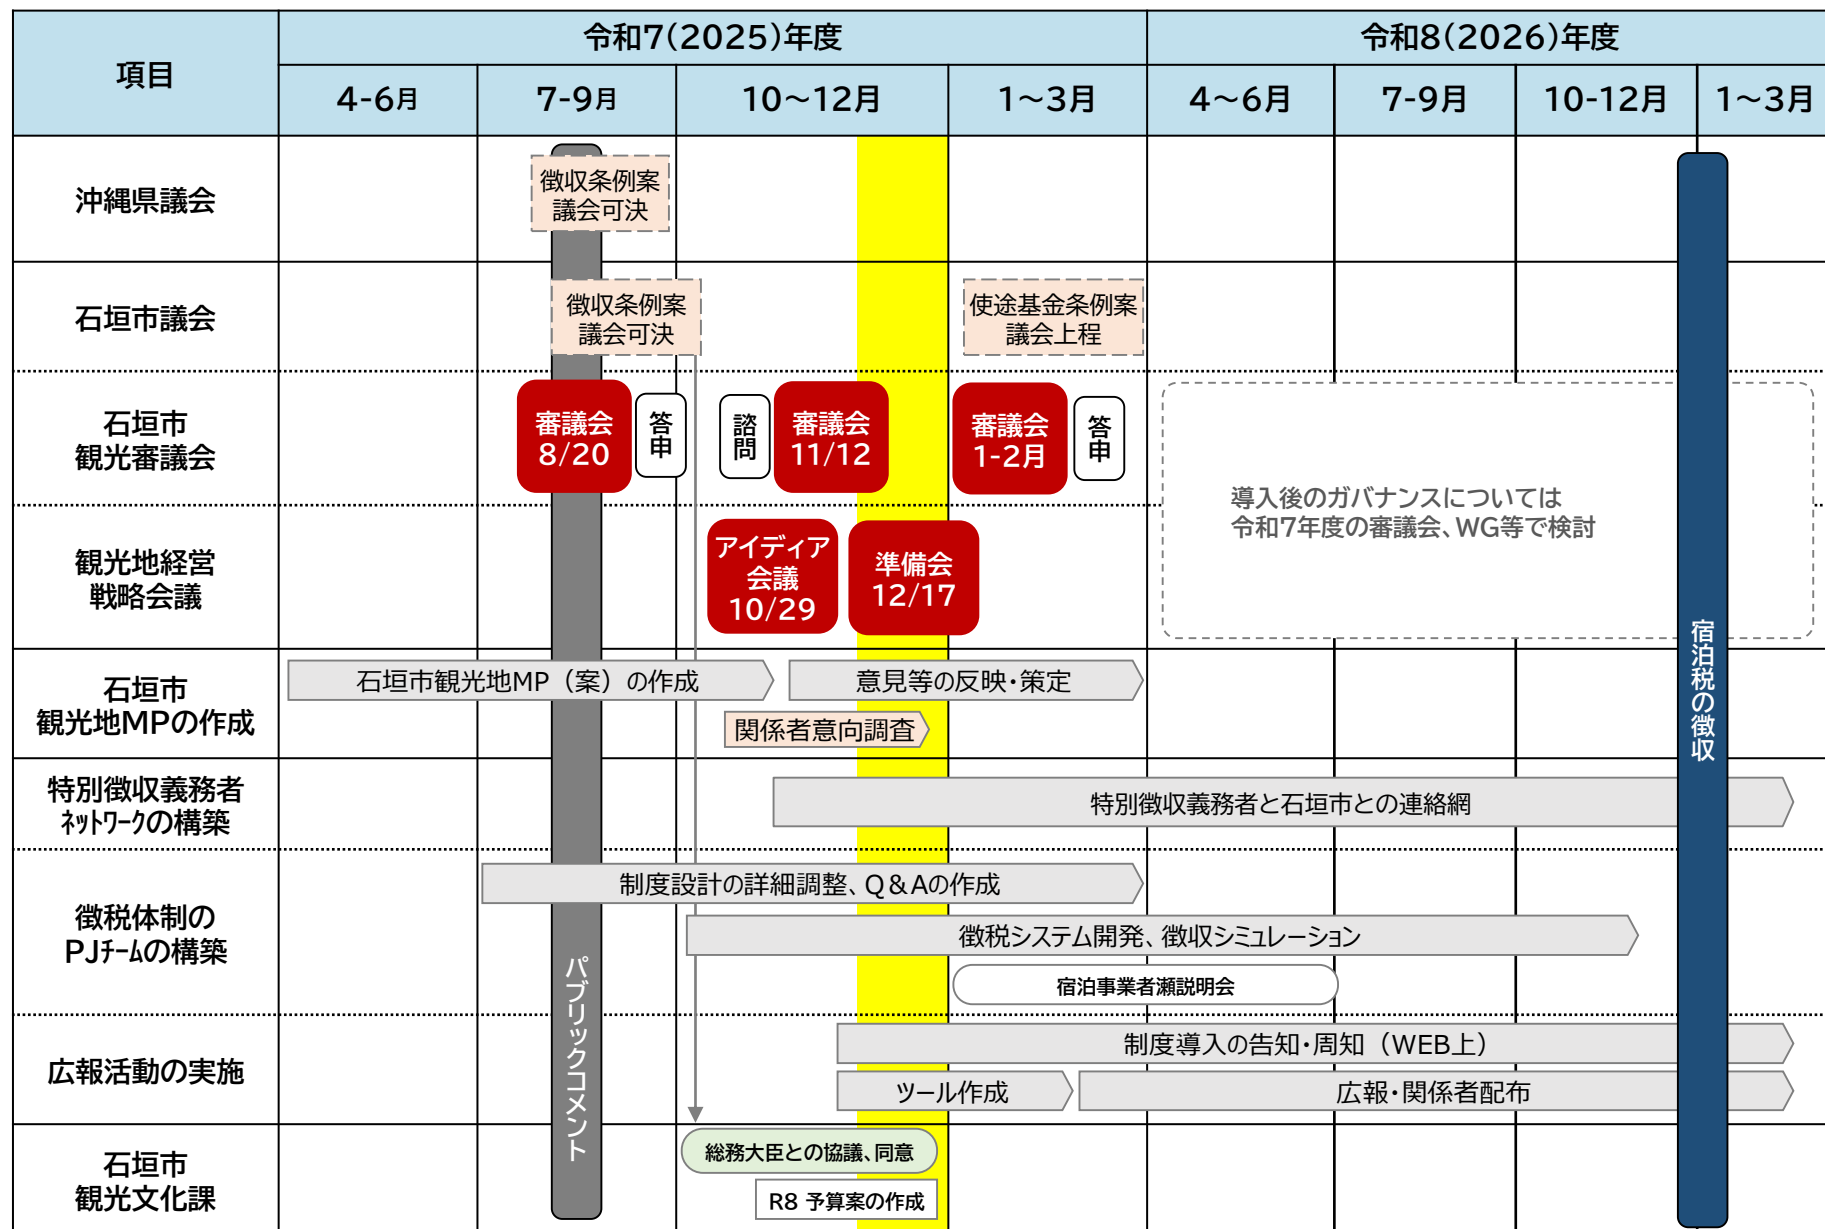 項目
令和7(2025)年度
令和8(2026)年度
4-6月
7-9月
10～12月
1～3月
4～6月
7-9月
10-12月
1～3月
沖縄県議会
徴収条例案
議会可決
石垣市議会
徴収条例案
議会可決
使途基金条例案
議会上程
石垣市
観光審議会
審議会
8/20
答申
諮問
審議会
11/12
審議会
1-2月
答申
導入後のガバナンスについては
令和7年度の審議会、WG等で検討
観光地経営
戦略会議
アイディア
会議
10/29
準備会
12/17
石垣市
観光地MPの作成
石垣市観光地MP（案）の作成
意見等の反映・策定
関係者意向調査
特別徴収義務者
ﾈｯﾄﾜｰｸの構築
特別徴収義務者と石垣市との連絡網
徴税体制の
PJﾁｰﾑの構築
制度設計の詳細調整、Q＆Aの作成
徴税システム開発、徴収シミュレーション
宿泊事業者瀬説明会
広報活動の実施
制度導入の告知・周知（WEB上）
ツール作成
広報・関係者配布
石垣市
観光文化課
総務大臣との協議、同意
R8 予算案の作成
パブリックコメント
宿泊税の徴収